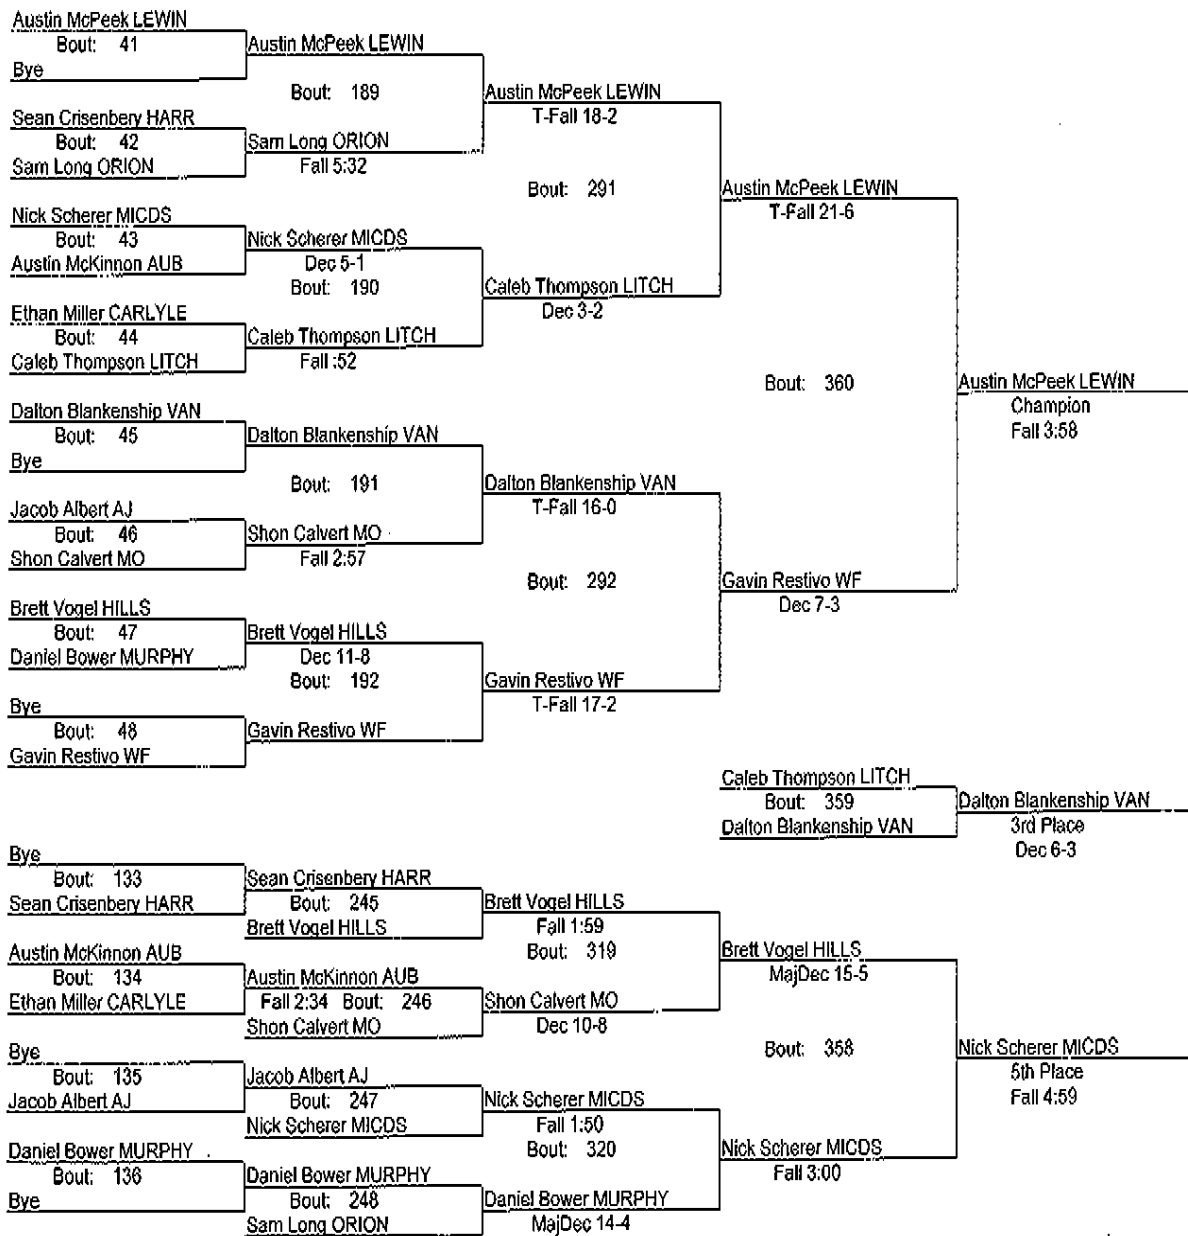 Austin McPeek LEWIN
Bout: 41
Bye
Austin McPeek LEWIN
Bout: 189
Sean Crisenbery HARR
Bout: 42
Sam Long ORION
Sam Long ORION
Fall 5:32
Austin McPeek LEWIN
T-Fall 18-2
Bout: 291
Nick Scherer MICDS
Bout: 43
Austin McKinnon AUB
Nick Scherer MICDS
Dec 5-1
Bout: 190
Ethan Miller CARLYLE
Bout: 44
Caleb Thompson LITCH
Caleb Thompson LITCH
Fall :52
Caleb Thompson LITCH
Dec 3-2
Austin McPeek LEWIN
T-Fall 21-6
Bout: 360
Dalton Blankenship VAN
Bout: 45
Bye
Dalton Blankenship VAN
Bout: 191
Jacob Albert AJ
Bout: 46
Shon Calvert MO
Shon Calvert MO
Fall 2:57
Dalton Blankenship VAN
T-Fall 16-0
Bout: 292
Brett Vogel HILLS
Bout: 47
Daniel Bower MURPHY
Brett Vogel HILLS
Dec 11-8
Bout: 192
Bye
Bout: 48
Gavin Restivo WF
Gavin Restivo WF
Gavin Restivo WF
T-Fall 17-2
Gavin Restivo WF
Dec 7-3
Austin McPeek LEWIN
Champion
Fall 3:58
Caleb Thompson LITCH
Bout: 359
Dalton Blankenship VAN
Dalton Blankenship VAN
3rd Place
Dec 6-3
Bye
Bout: 133
Sean Crisenbery HARR
Sean Crisenbery HARR
Bout: 245
Brett Vogel HILLS
Brett Vogel HILLS
Fall 1:59
Bout: 319
Austin McKinnon AUB
Bout: 134
Ethan Miller CARLYLE
Austin McKinnon AUB
Fall 2:34 Bout: 246
Shon Calvert MO
Shon Calvert MO
Dec 10-8
Brett Vogel HILLS
MajDec 15-5
Bout: 358
Bye
Bout: 135
Jacob Albert AJ
Jacob Albert AJ
Bout: 247
Nick Scherer MICDS
Nick Scherer MICDS
Fall 1:50
Bout: 320
Daniel Bower MURPHY
Bout: 136
Bye
Daniel Bower MURPHY
Bout: 248
Sam Long ORION
Daniel Bower MURPHY
MajDec 14-4
Nick Scherer MICDS
Fall 3:00
Nick Scherer MICDS
5th Place
Fall 4:59